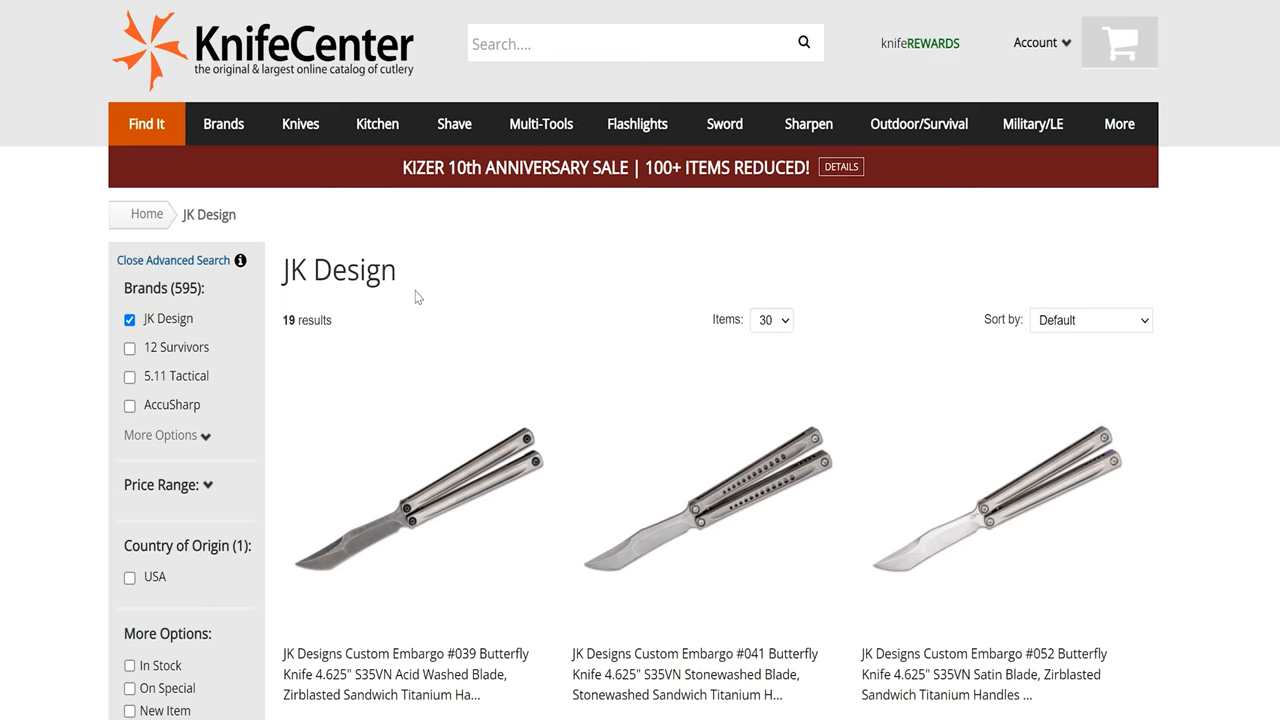 KnifeCenter
the original & largest online catalog of cutlery
Search....
knifeREWARDS
Account
Find It Brands Knives Kitchen Shave Multi-Tools Flashlights Sword Sharpen Outdoor/Survival Military/LE More
KIZER 10th ANNIVERSARY SALE | 100+ ITEMS REDUCED! DETAILS
Home JK Design
Close Advanced Search
Brands (595):
JK Design
12 Survivors
5.11 Tactical
AccuSharp
More Options
Price Range:
Country of Origin (1):
USA
More Options:
In Stock
On Special
New Item
JK Design
19 results
Items: 30
Sort by: Default
JK Designs Custom Embargo #039 Butterfly
Knife 4.625" S35VN Acid Washed Blade,
Zirblasted Sandwich Titanium Ha...
JK Designs Custom Embargo #041 Butterfly
Knife 4.625" S35VN Stonewashed Blade,
Stonewashed Sandwich Titanium H...
JK Designs Custom Embargo #052 Butterfly
Knife 4.625" S35VN Satin Blade, Zirblasted
Sandwich Titanium Handles ...